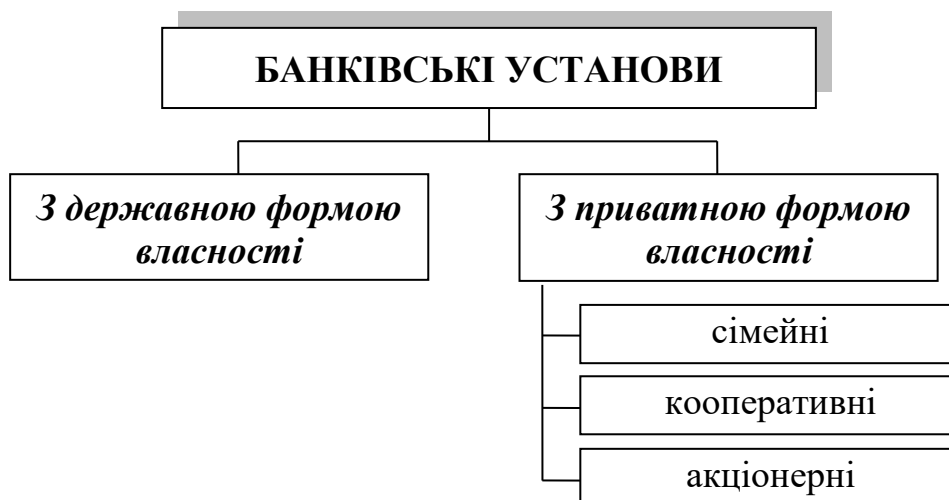 БАНКІВСЬКІ УСТАНОВИ
З державною формою
власності
З приватною формою
власності
сімейні
кооперативні
акціонерні